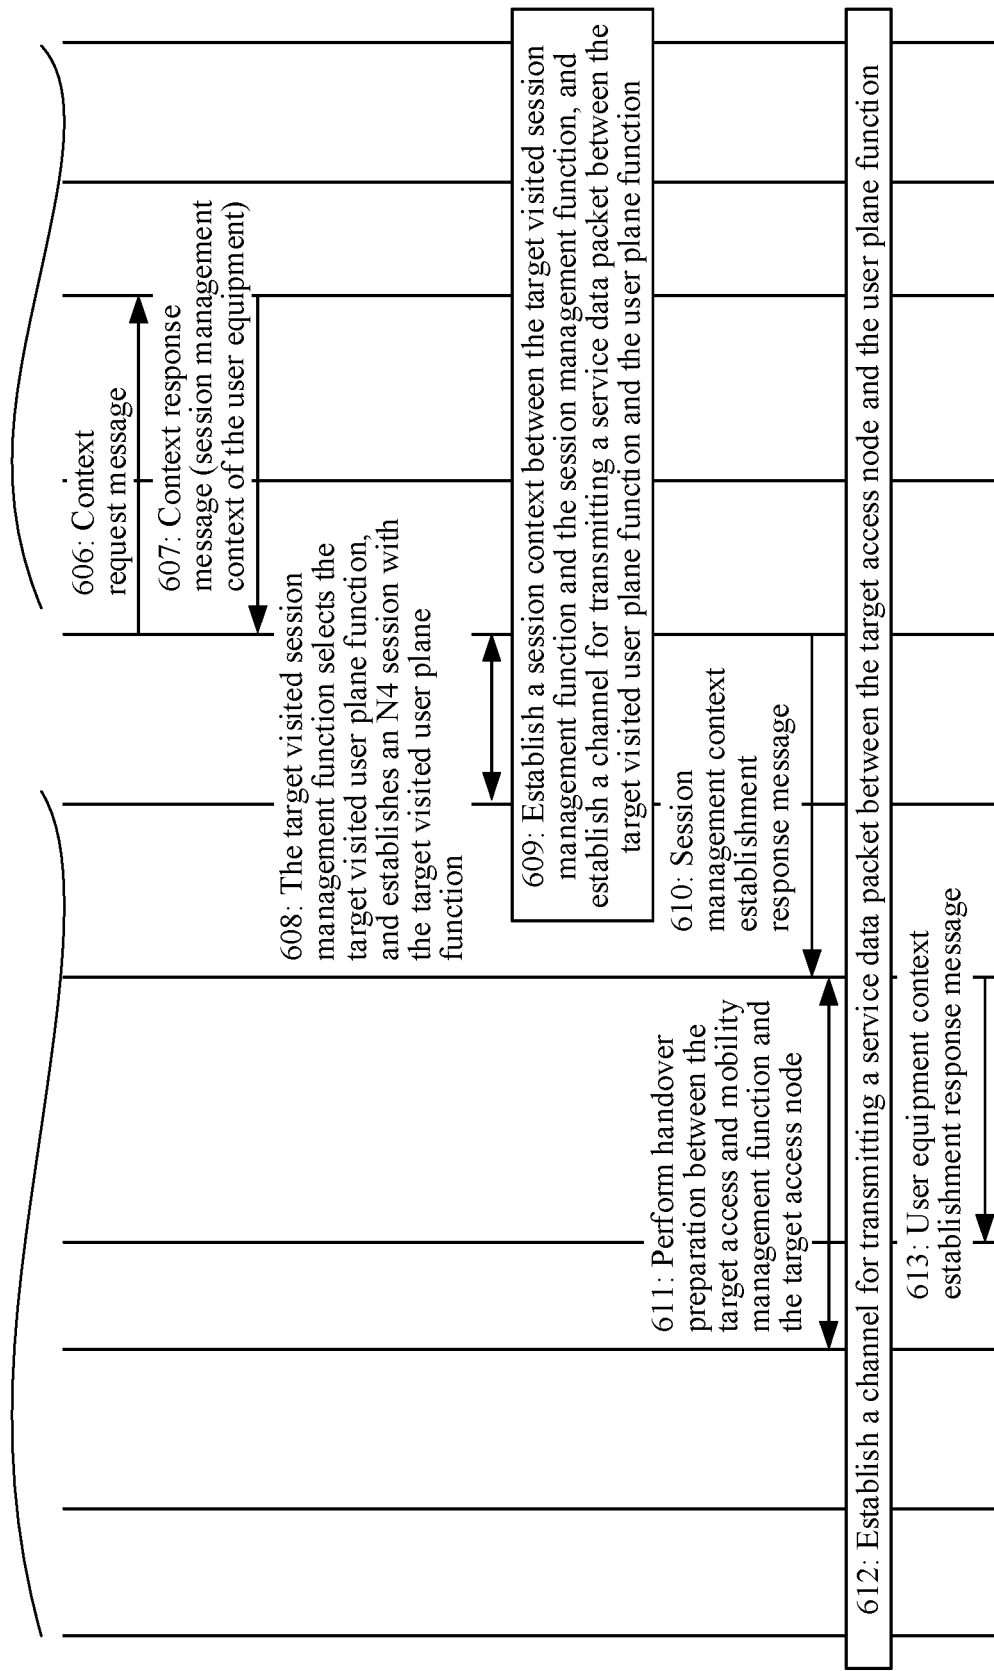 606: Context
request message
607: Context response
message (session management
context of the user equipment)
608: The target visited session
management function selects the
target visited user plane function,
and establishes an N4 session with
the target visited user plane
function
609: Establish a session context between the target visited session
management function and the session management function, and
establish a channel for transmitting a service data packet between the
target visited user plane function and the user plane function
610: Session
management context
establishment
response message
611: Perform handover
preparation between the
target access and mobility
management function and
the target access node
612: Establish a channel for transmitting a service data packet between the target access node and the user plane function
613: User equipment context
establishment response message